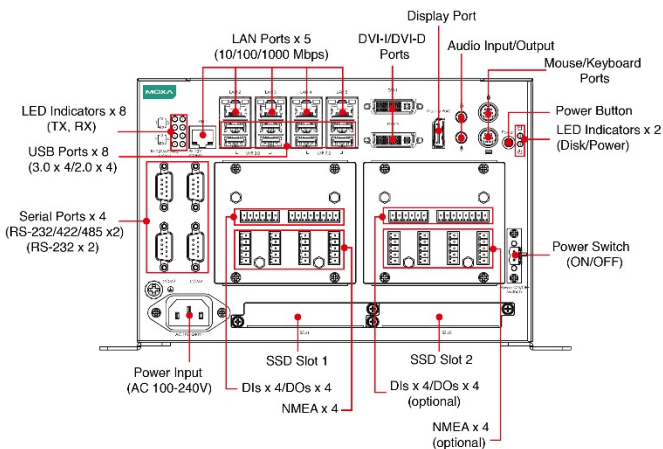 Display Port
LAN Ports x 5
(10/100/1000 Mbps)
DVI-I/DVI-D
Ports
Audio Input/Output
Mouse/Keyboard
Ports
MOXA
LED Indicators x 8
(TX, RX)
Power Button
LED Indicators x 2
(Disk/Power)
USB Ports x 8
(3.0 x 4/2.0 x 4)
Serial Ports x 4
(RS-232/422/485 x2)
(RS-232 x 2)
Power Switch
(ON/OFF)
SSD Slot 1
SSD Slot 2
Power Input
(AC 100-240V)
DIs x 4/DOs x 4
DIs x 4/DOs x 4
(optional)
NMEA x 4
NMEA x 4
(optional)